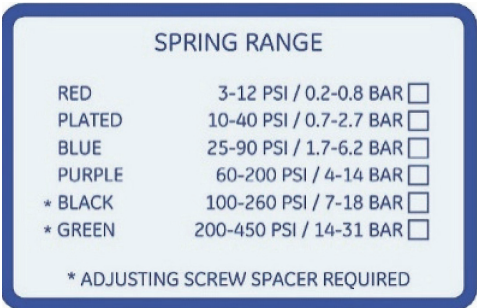 SPRING RANGE
RED 3-12 PSI / 0.2-0.8 BAR
PLATED 10-40 PSI / 0.7-2.7 BAR
BLUE 25-90 PSI / 1.7-6.2 BAR
PURPLE 60-200 PSI / 4-14 BAR
* BLACK 100-260 PSI / 7-18 BAR
* GREEN 200-450 PSI / 14-31 BAR
* ADJUSTING SCREW SPACER REQUIRED